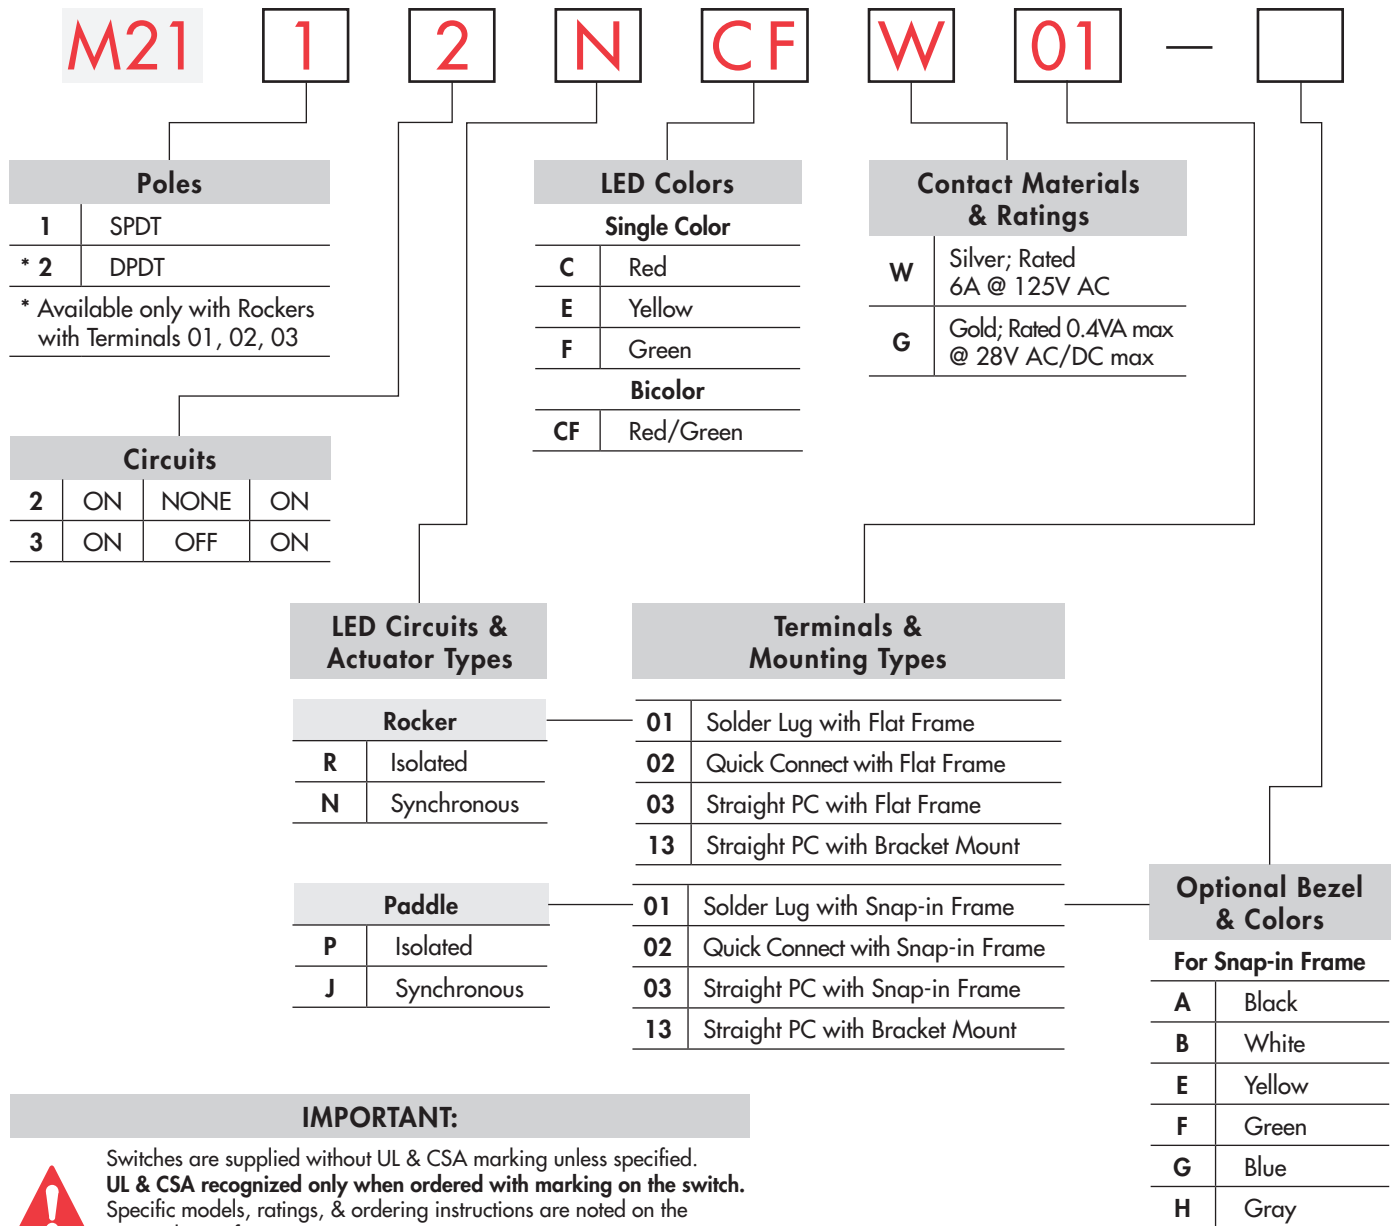 M21 1 2 N CF W 01 —
Poles
1 SPDT
* 2 DPDT
* Available only with Rockers
with Terminals 01, 02, 03
Circuits
2 ON NONE ON
3 ON OFF ON
LED Colors
Single Color
C Red
E Yellow
F Green
Bicolor
CF Red/Green
Contact Materials
& Ratings
W Silver; Rated
6A @ 125V AC
G Gold; Rated 0.4VA max
@ 28V AC/DC max
LED Circuits &
Actuator Types
Rocker
R Isolated
N Synchronous
Paddle
P Isolated
J Synchronous
Terminals &
Mounting Types
01 Solder Lug with Flat Frame
02 Quick Connect with Flat Frame
03 Straight PC with Flat Frame
13 Straight PC with Bracket Mount
01 Solder Lug with Snap-in Frame
02 Quick Connect with Snap-in Frame
03 Straight PC with Snap-in Frame
13 Straight PC with Bracket Mount
Optional Bezel
& Colors
For Snap-in Frame
A Black
B White
E Yellow
F Green
G Blue
H Gray
IMPORTANT:
Switches are supplied without UL & CSA marking unless specified.
UL & CSA recognized only when ordered with marking on the switch.
Specific models, ratings, & ordering instructions are noted on the